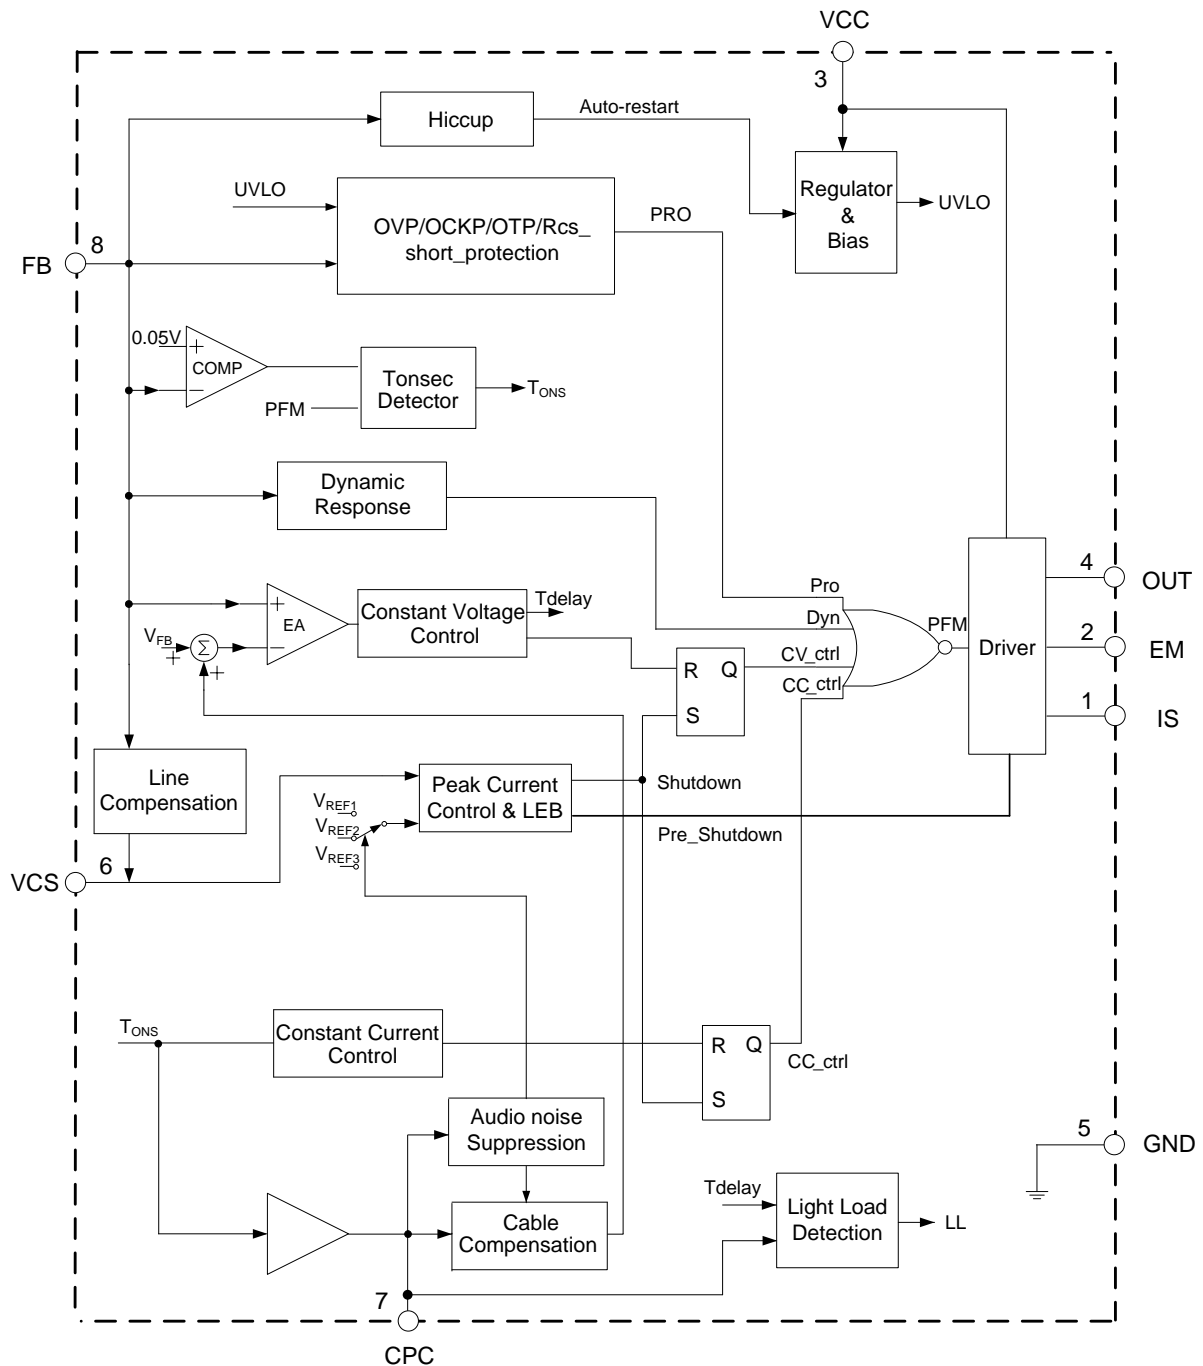 VCC
3
Hiccup
Auto-restart
Regulator
&
Bias
UVLO
UVLO
OVP/OCKP/OTP/Rcs_
short_protection
PRO
8
FB
0.05V
+
COMP
−
PFM
Tonsec
Detector
TONS
Dynamic
Response
+
EA
−
VFB
+
Σ
+
Constant Voltage
Control
Tdelay
R
Q
S
Pro
Dyn
CV_ctrl
CC_ctrl
PFM
Driver
4
OUT
2
EM
1
IS
Line
Compensation
6
VCS
VREF1
VREF2
VREF3
Peak Current
Control & LEB
Shutdown
Pre_Shutdown
TONS
Constant Current
Control
R
Q
S
CC_ctrl
Audio noise
Suppression
Cable
Compensation
Tdelay
Light Load
Detection
LL
5
GND
7
CPC